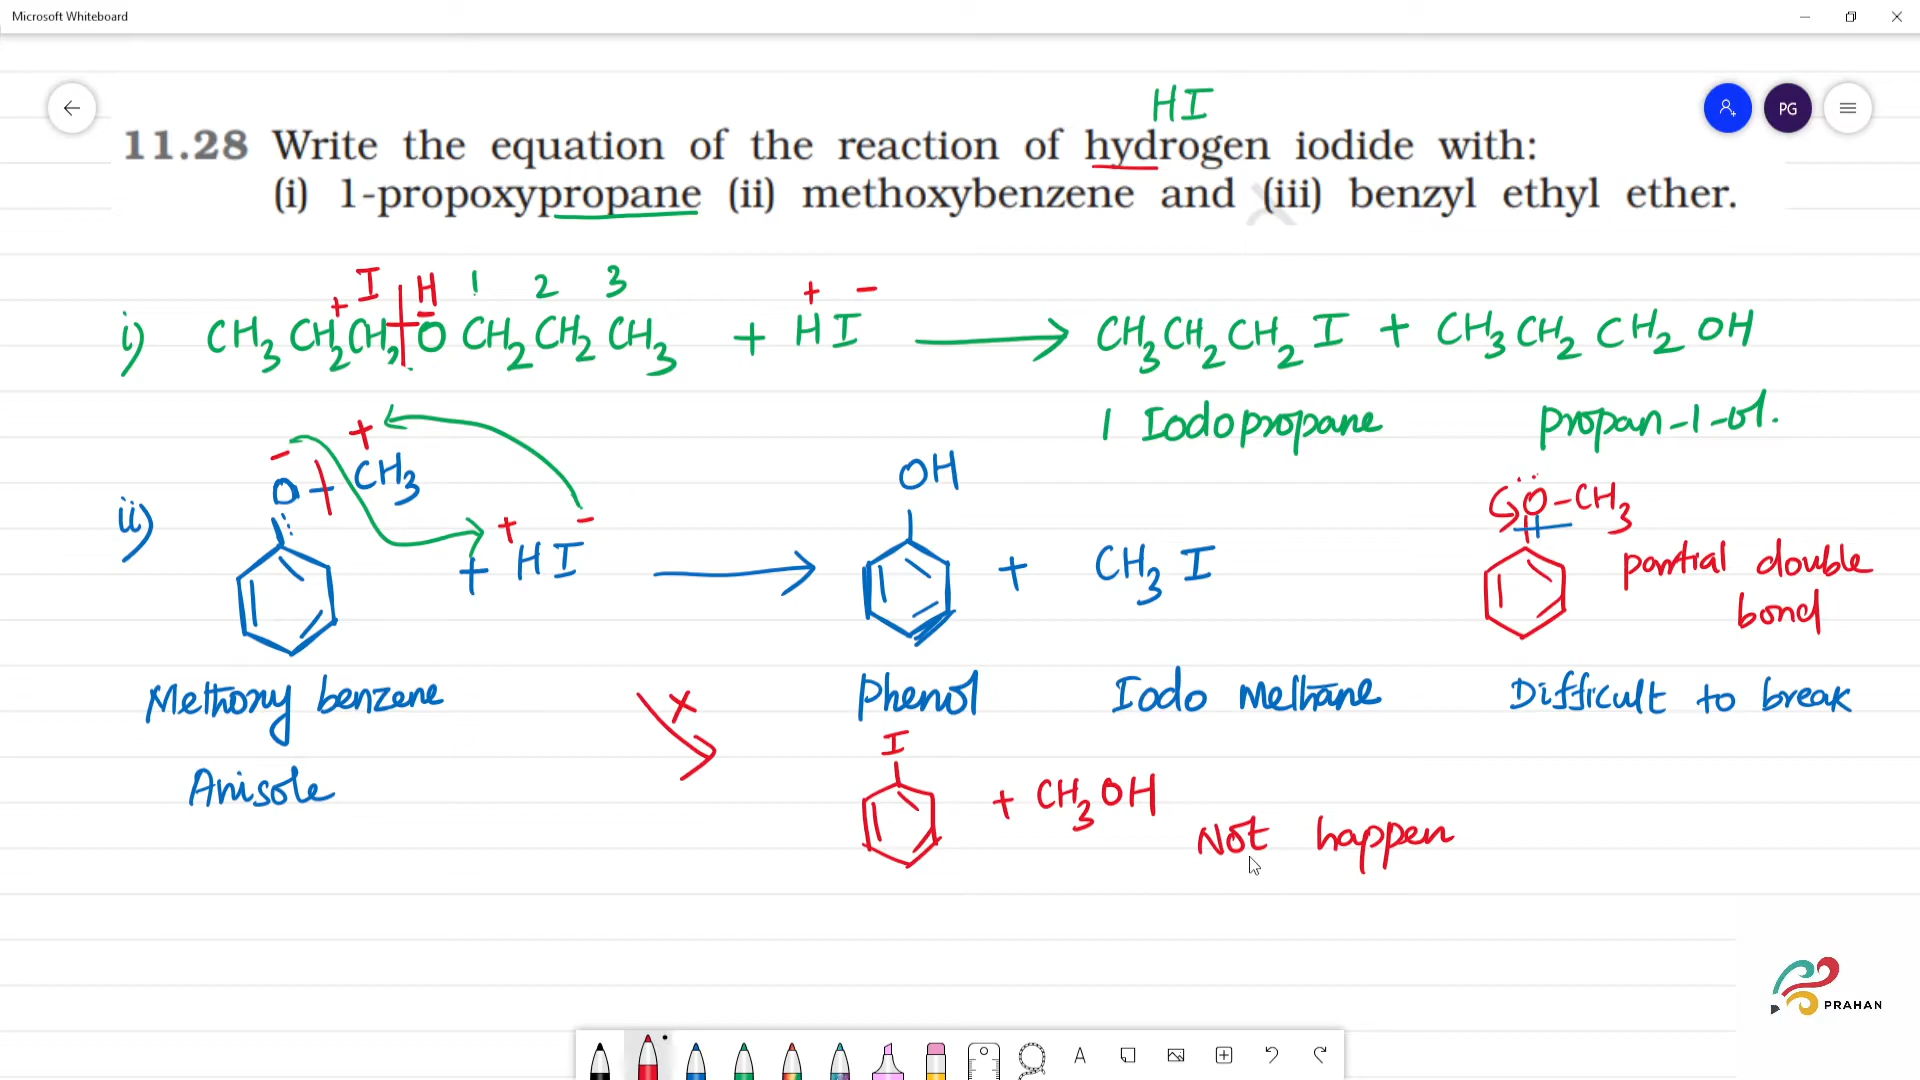 Microsoft Whiteboard
PG
HI
11.28 Write the equation of the reaction of hydrogen iodide with:
(i) 1-propoxypropane (ii) methoxybenzene and (iii) benzyl ethyl ether.
+ I H 1 2 3 + −
i) CH3 CH2 CH2 O CH2 CH2 CH3 + HI → CH3 CH2 CH2 I + CH3 CH2 CH2 OH
1 Iodopropane propan-1-ol.
− +
ii) O CH3 + HI → OH + CH3 I
+ −
O-CH3
partial double
bond
Methoxy benzene Phenol Iodo Methane Difficult to break
Anisole
x
I + CH3OH
Not happen
PRAHAN
A